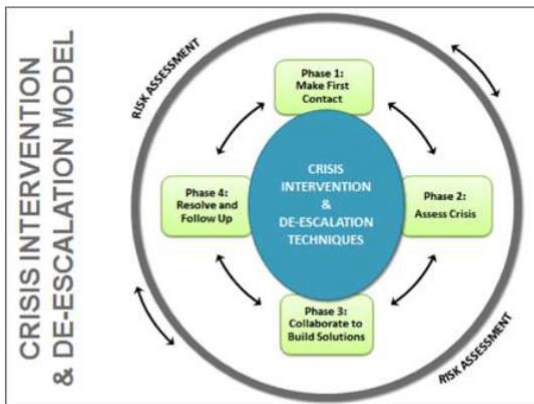 CRISIS INTERVENTION
& DE-ESCALATION MODEL
RISK ASSESSMENT
Phase 1:
Make First
Contact
Phase 4:
Resolve and
Follow Up
CRISIS
INTERVENTION
&
DE-ESCALATION
TECHNIQUES
Phase 2:
Assess Crisis
Phase 3:
Collaborate to
Build Solutions
RISK ASSESSMENT